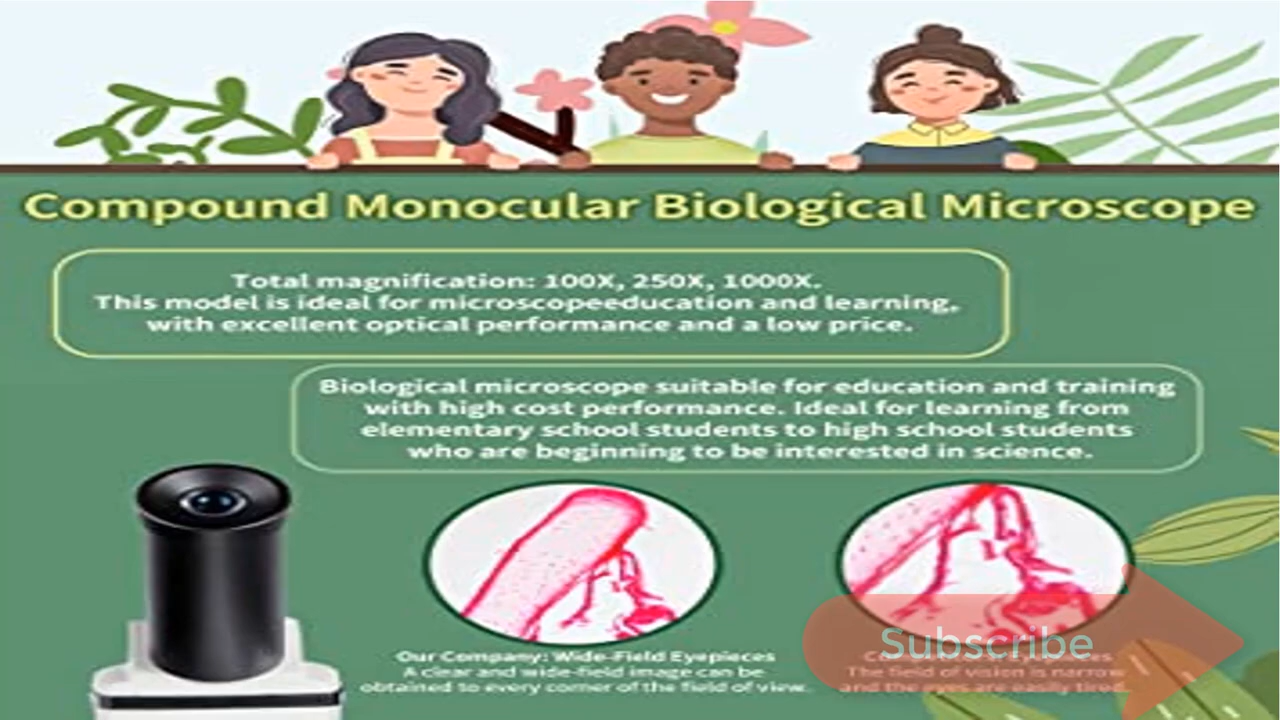 Compound Monocular Biological Microscope
Total magnification: 100X, 250X, 1000X.
This model is ideal for microscopeeducation and learning,
with excellent optical performance and a low price.
Biological microscope suitable for education and training
with high cost performance. Ideal for learning from
elementary school students to high school students
who are beginning to be interested in science.
Our Company: Wide-Field Eyepieces
A clear and wide-field image can be
obtained to every corner of the field of view.
Subscribe
The field of vision is narrow
and the eyes are easily tired.